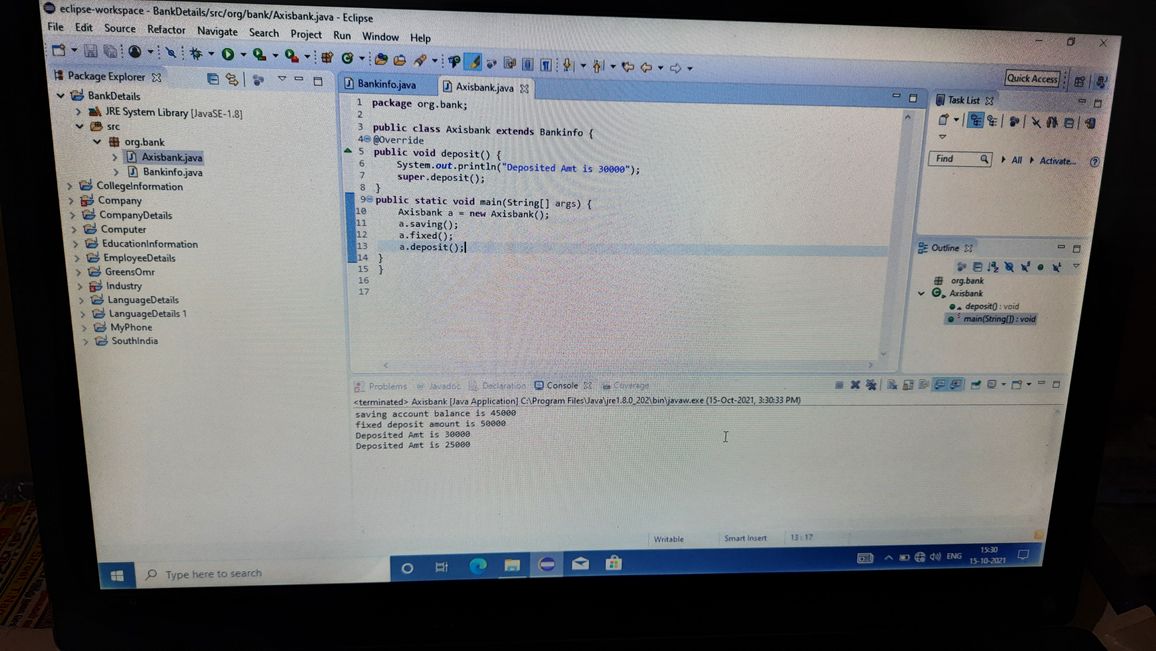 eclipse-workspace - BankDetails/src/org/bank/Axisbank.java - Eclipse
File Edit Source Refactor Navigate Search Project Run Window Help
Quick Access
Package Explorer
BankDetails
JRE System Library [JavaSE-1.8]
src
org.bank
Axisbank.java
Bankinfo.java
CollegeInformation
Company
CompanyDetails
Computer
EducationInformation
EmployeeDetails
GreensOmr
Industry
LanguageDetails
LanguageDetails 1
MyPhone
SouthIndia
Bankinfo.java Axisbank.java
1 package org.bank;
2
3 public class Axisbank extends Bankinfo {
4 @Override
5 public void deposit() {
6 System.out.println("Deposited Amt is 30000");
7 super.deposit();
8 }
9 public static void main(String[] args) {
10 Axisbank a = new Axisbank();
11 a.saving();
12 a.fixed();
13 a.deposit();
14 }
15 }
16
17
Task List
Find All Activate...
Outline
org.bank
Axisbank
deposit() : void
main(String[]) : void
Problems Javadoc Declaration Console Coverage
<terminated> Axisbank [Java Application] C:\Program Files\Java\jre1.8.0_202\bin\javaw.exe (15-Oct-2021, 3:30:33 PM)
saving account balance is 45000
fixed deposit amount is 50000
Deposited Amt is 30000
Deposited Amt is 25000
Writable Smart Insert 13 : 17
Type here to search
ENG
15:30
15-10-2021